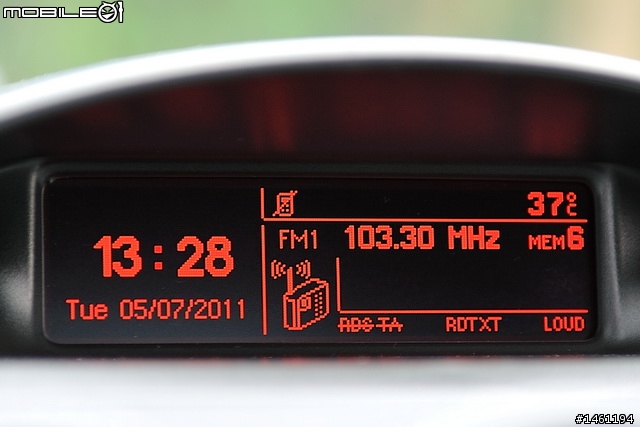 MOBILE01
37°C
FM1 103.30 MHz MEM6
13:28
Tue 05/07/2011
RDS TA RDTXT LOUD
#1461194